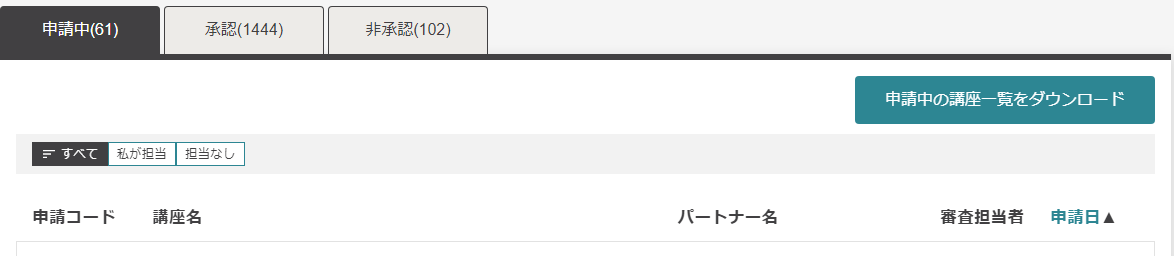 申請中(61) 承認(1444) 非承認(102)
申請中の講座一覧をダウンロード
すべて 私が担当 担当なし
申請コード 講座名 パートナー名 審査担当者 申請日▲